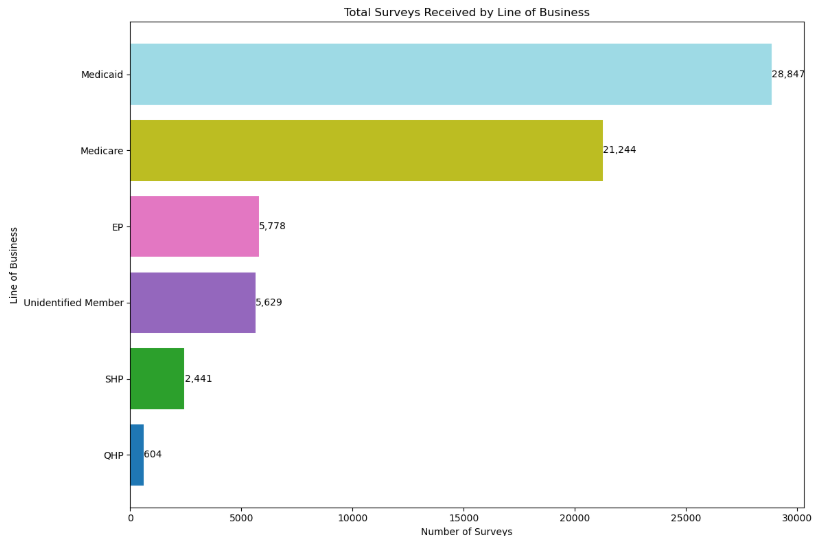 Total Surveys Received by Line of Business
Medicaid
28,847
Medicare
21,244
EP
5,778
Unidentified Member
5,629
SHP
2,441
QHP
604
Line of Business
0
5000
10000
15000
20000
25000
30000
Number of Surveys